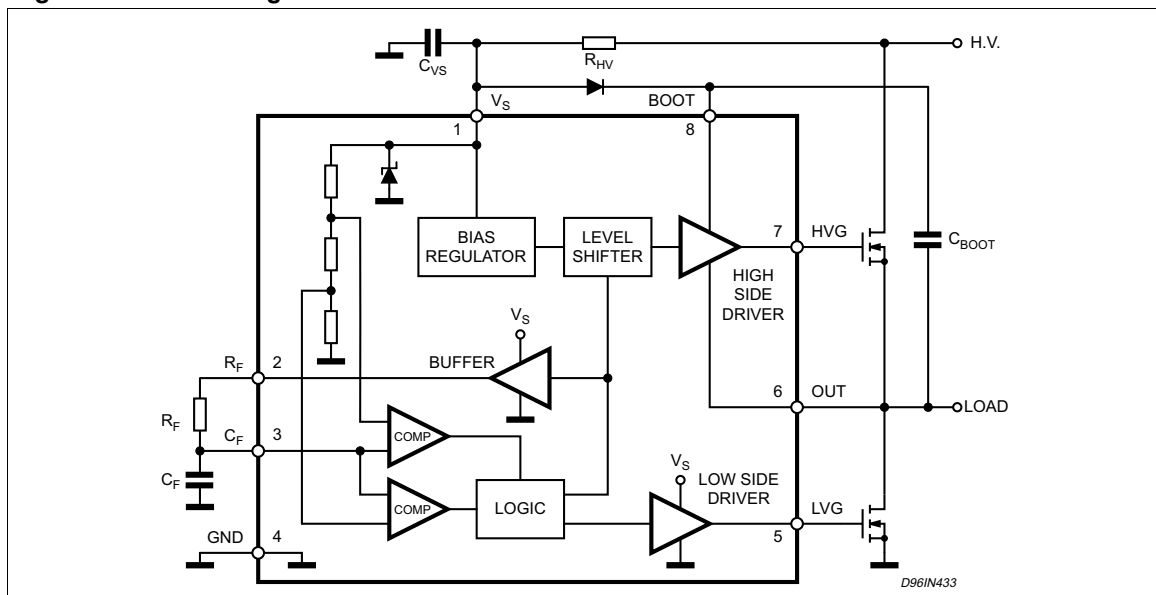 H.V.
C_VS
R_HV
V_S
BOOT
1
8
BIAS
REGULATOR
LEVEL
SHIFTER
7
HVG
C_BOOT
HIGH
SIDE
DRIVER
V_S
R_F
2
BUFFER
6
OUT
LOAD
R_F
C_F
3
COMP
C_F
COMP
LOGIC
V_S
LOW SIDE
DRIVER
LVG
5
GND
4
D96IN433